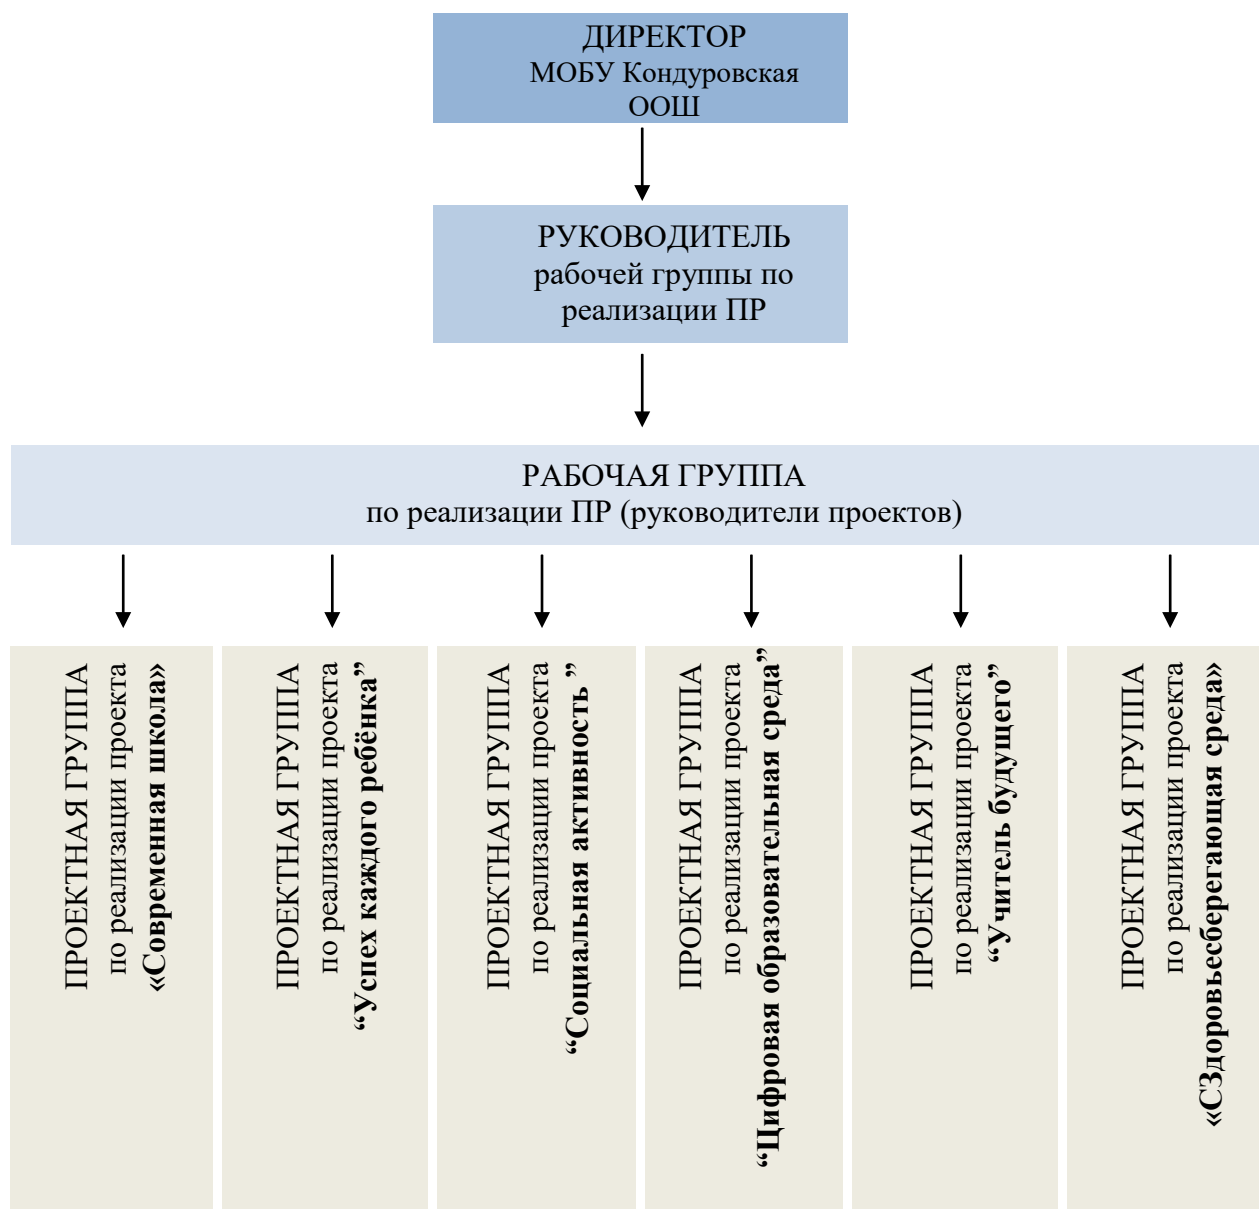 ДИРЕКТОР
МОБУ Кондуровская
ООШ
РУКОВОДИТЕЛЬ
рабочей группы по
реализации ПР
РАБОЧАЯ ГРУППА
по реализации ПР (руководители проектов)
ПРОЕКТНАЯ ГРУППА
по реализации проекта
«Современная школа»
ПРОЕКТНАЯ ГРУППА
по реализации проекта
“Успех каждого ребёнка”
ПРОЕКТНАЯ ГРУППА
по реализации проекта
“Социальная активность ”
ПРОЕКТНАЯ ГРУППА
по реализации проекта
“Цифровая образовательная среда”
ПРОЕКТНАЯ ГРУППА
по реализации проекта
“Учитель будущего”
ПРОЕКТНАЯ ГРУППА
по реализации проекта
«СЗдоровьесберегающая среда»